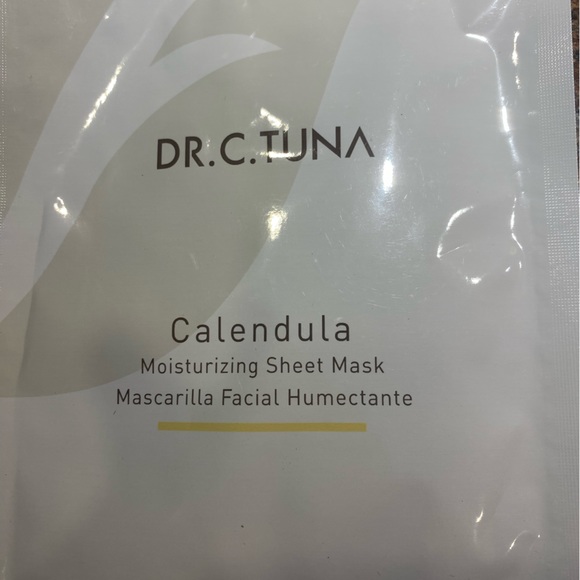 DR.C.TUNA
Calendula
Moisturizing Sheet Mask
Mascarilla Facial Humectante